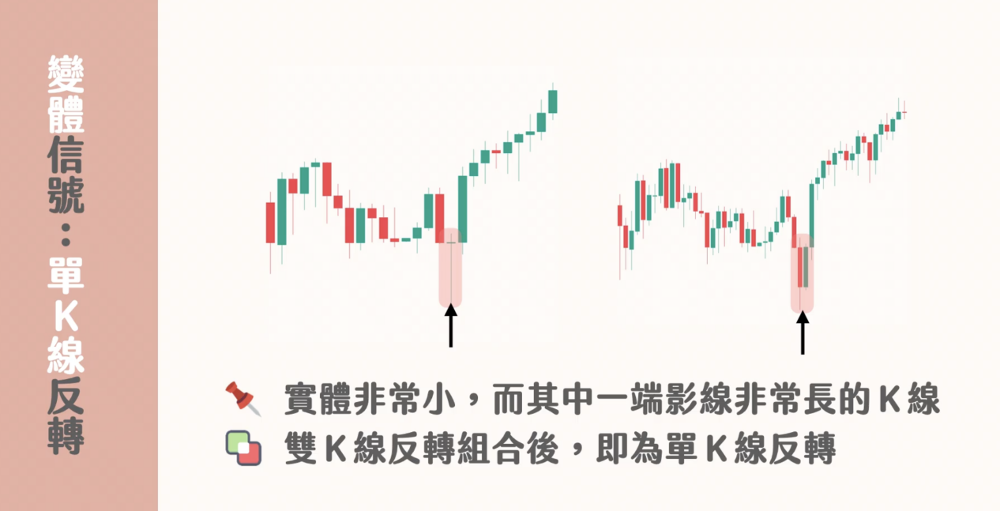 變體信號：單K線反轉
實體非常小，而其中一端影線非常長的K線
雙K線反轉組合後，即為單K線反轉